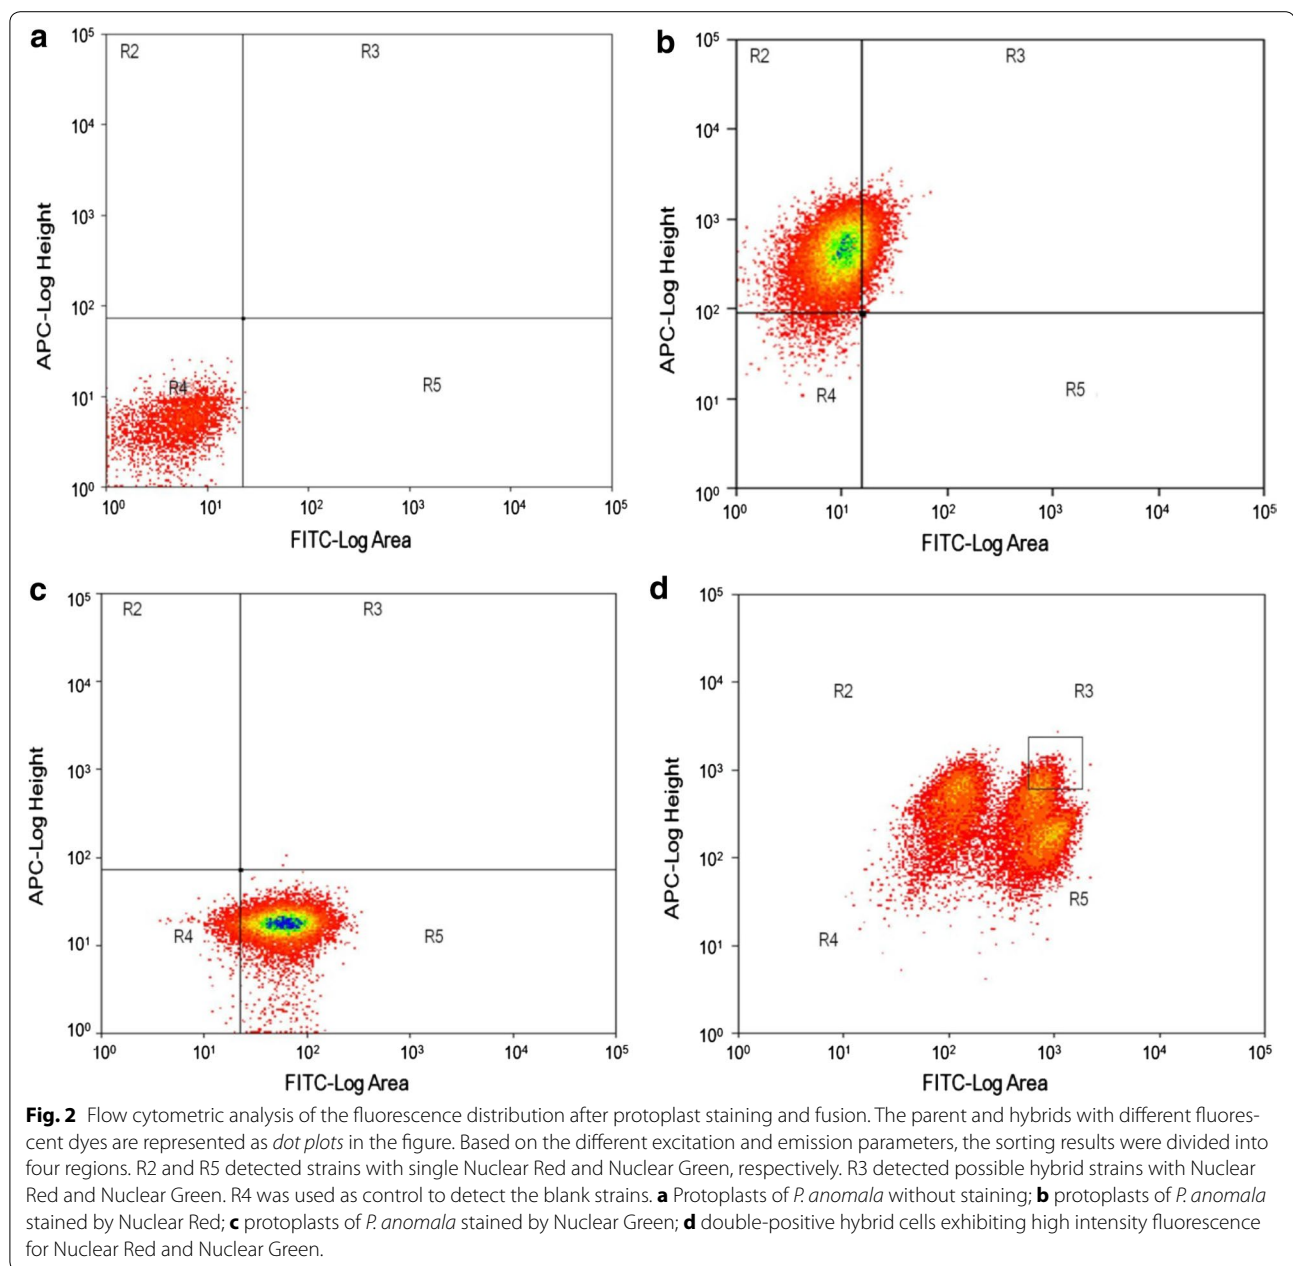 a
10⁵
R2
R3
10⁴
10³
10²
R4
R5
10¹
10⁰
10⁰ 10¹ 10² 10³ 10⁴ 10⁵
APC-Log Height
FITC-Log Area
b
10⁵
R2
R3
10⁴
10³
10²
10¹
R4
R5
10⁰
10⁰ 10¹ 10² 10³ 10⁴ 10⁵
APC-Log Height
FITC-Log Area
c
10⁵
R2
R3
10⁴
10³
10²
10¹
R4
R5
10⁰
10⁰ 10¹ 10² 10³ 10⁴ 10⁵
APC-Log Height
FITC-Log Area
d
10⁵
10⁴
R2
R3
10³
10²
R5
R4
10¹
10⁰
10⁰ 10¹ 10² 10³ 10⁴ 10⁵
APC-Log Height
FITC-Log Area
Fig. 2 Flow cytometric analysis of the fluorescence distribution after protoplast staining and fusion. The parent and hybrids with different fluores-
cent dyes are represented as dot plots in the figure. Based on the different excitation and emission parameters, the sorting results were divided into
four regions. R2 and R5 detected strains with single Nuclear Red and Nuclear Green, respectively. R3 detected possible hybrid strains with Nuclear
Red and Nuclear Green. R4 was used as control to detect the blank strains. a Protoplasts of P. anomala without staining; b protoplasts of P. anomala
stained by Nuclear Red; c protoplasts of P. anomala stained by Nuclear Green; d double-positive hybrid cells exhibiting high intensity fluorescence
for Nuclear Red and Nuclear Green.